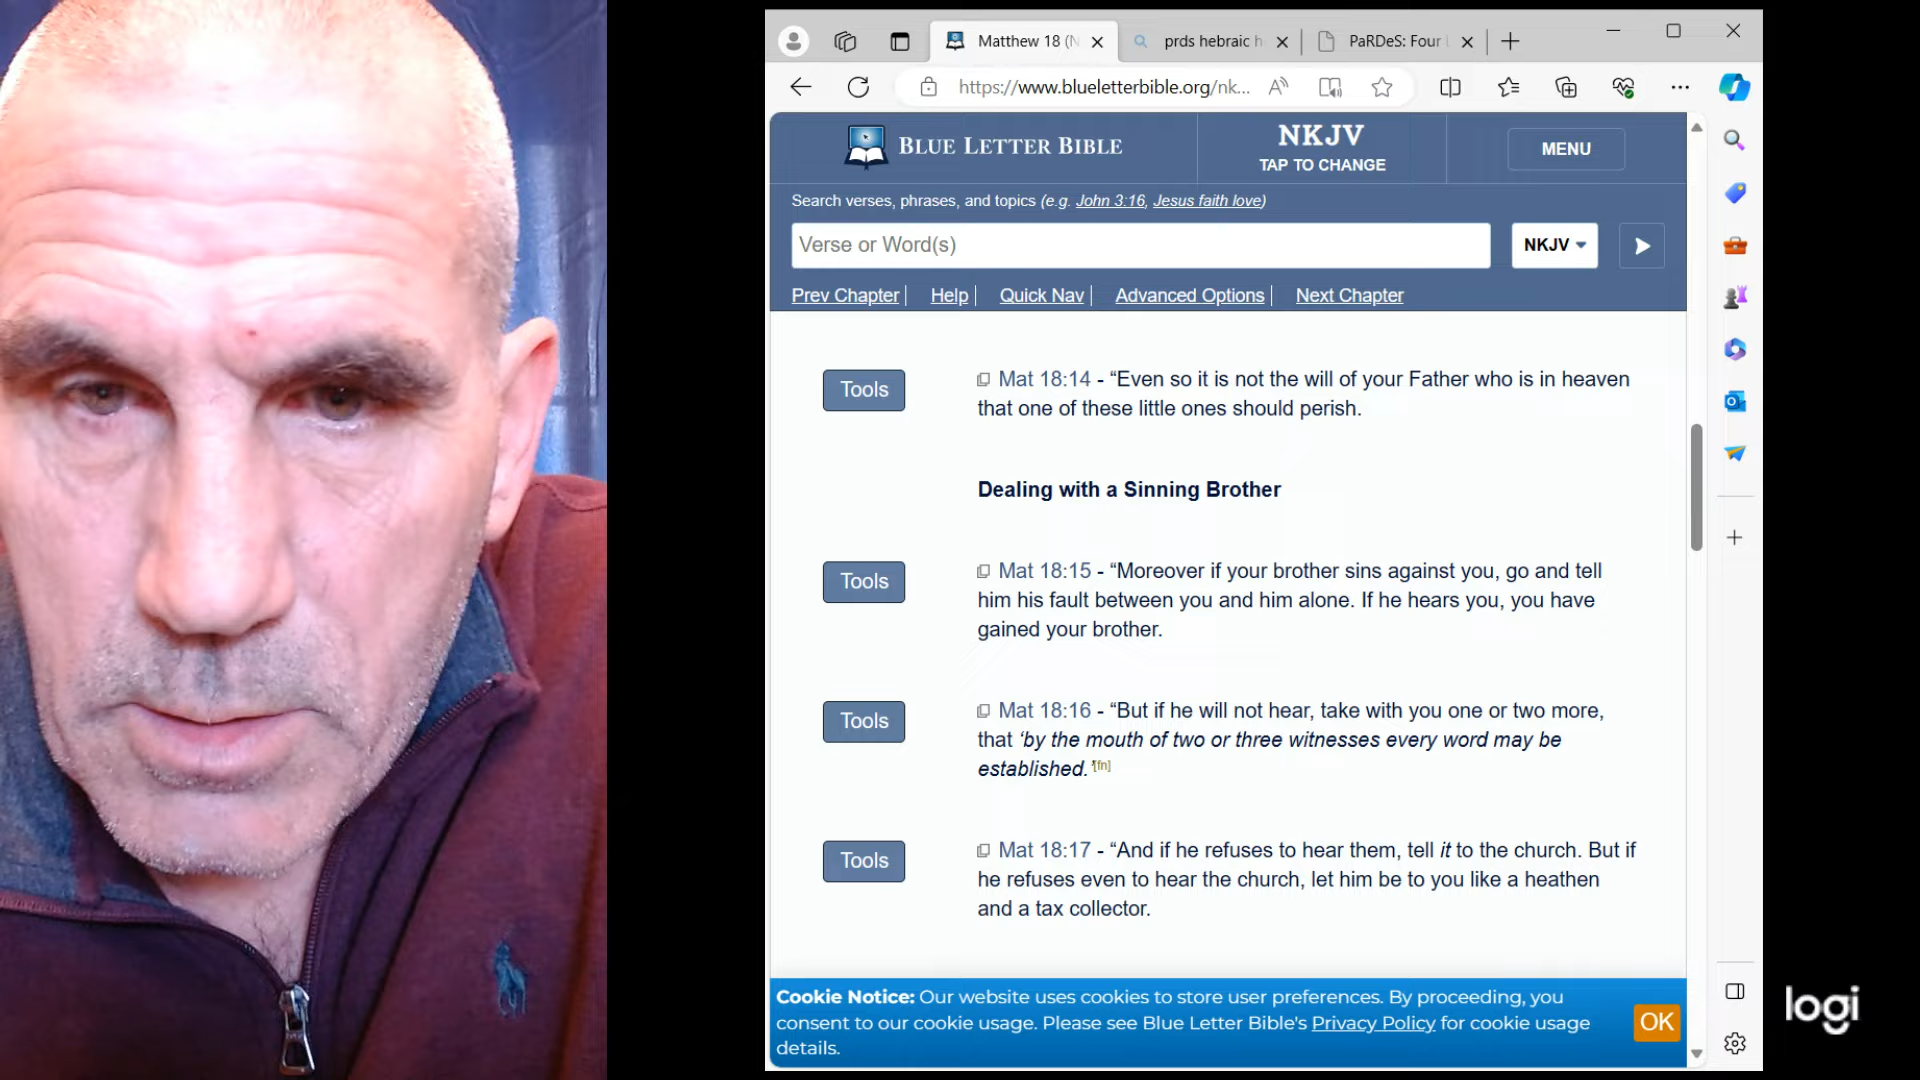 Matthew 18 (N
prds hebraic h
PaRDeS: Four
https://www.blueletterbible.org/nk...
BLUE LETTER BIBLE
NKJV
TAP TO CHANGE
MENU
Search verses, phrases, and topics (e.g. John 3:16, Jesus faith love)
Verse or Word(s)
NKJV
Prev Chapter
Help
Quick Nav
Advanced Options
Next Chapter
Tools
Mat 18:14 - “Even so it is not the will of your Father who is in heaven
that one of these little ones should perish.
Dealing with a Sinning Brother
Tools
Mat 18:15 - “Moreover if your brother sins against you, go and tell
him his fault between you and him alone. If he hears you, you have
gained your brother.
Tools
Mat 18:16 - “But if he will not hear, take with you one or two more,
that ‘by the mouth of two or three witnesses every word may be
established.’[fn]
Tools
Mat 18:17 - “And if he refuses to hear them, tell it to the church. But if
he refuses even to hear the church, let him be to you like a heathen
and a tax collector.
Cookie Notice: Our website uses cookies to store user preferences. By proceeding, you
consent to our cookie usage. Please see Blue Letter Bible's Privacy Policy for cookie usage
details.
OK
logi